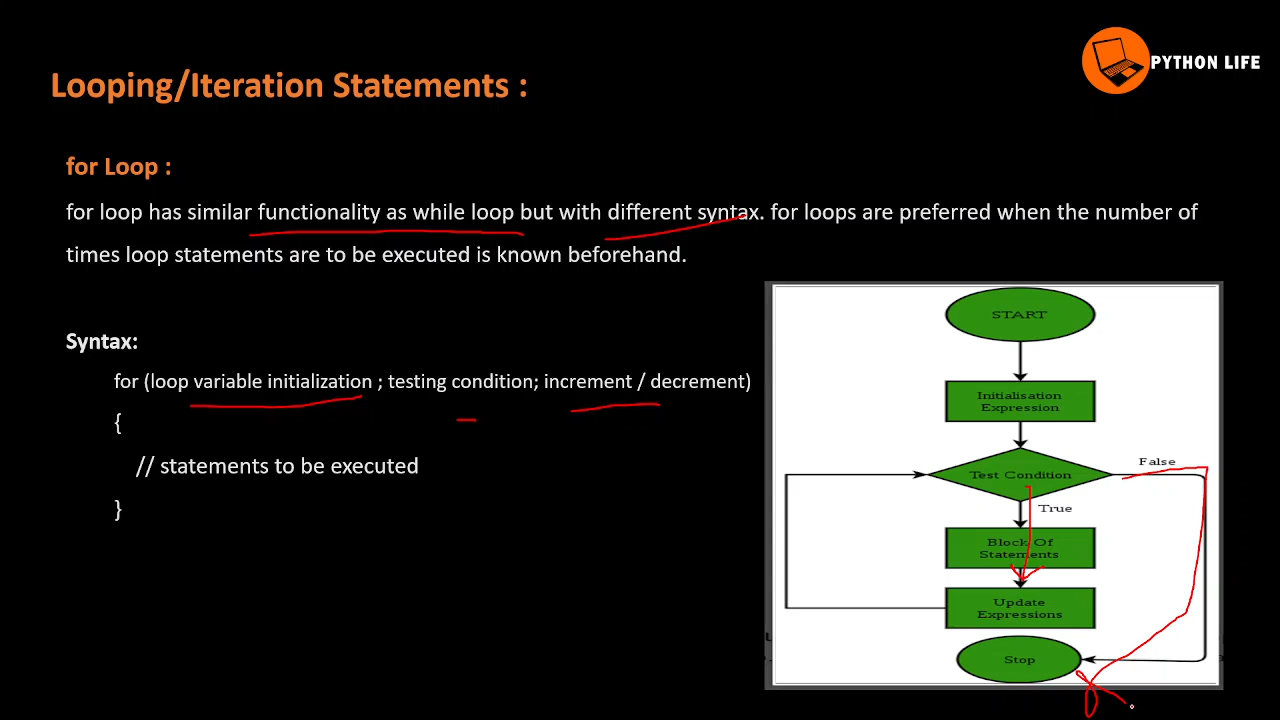 PYTHON LIFE
Looping/Iteration Statements :
for Loop :
for loop has similar functionality as while loop but with different syntax. for loops are preferred when the number of
times loop statements are to be executed is known beforehand.
Syntax:
for (loop variable initialization ; testing condition; increment / decrement)
{
// statements to be executed
}
START
Initialisation
Expression
Test Condition
False
True
Block Of
Statements
Update
Expressions
Stop